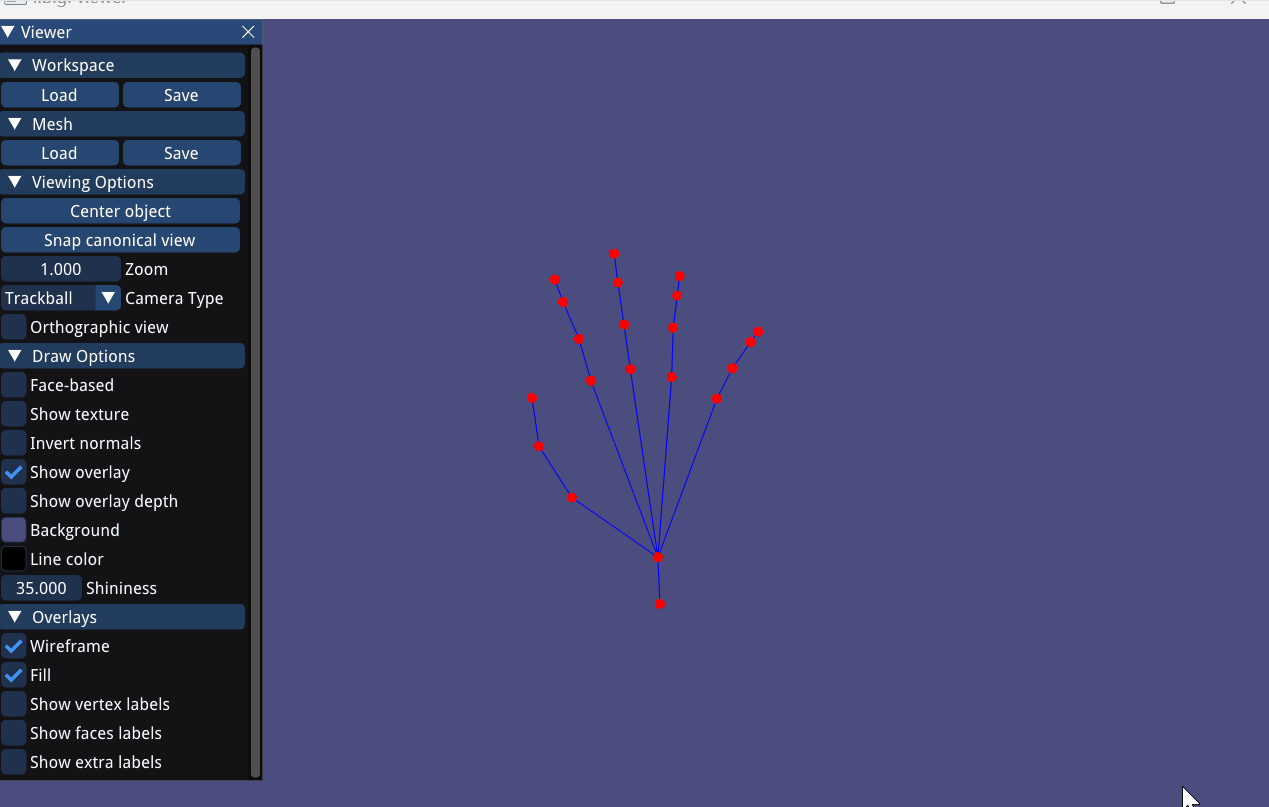 Viewer
Workspace
Load Save
Mesh
Load Save
Viewing Options
Center object
Snap canonical view
1.000 Zoom
Trackball Camera Type
Orthographic view
Draw Options
Face-based
Show texture
Invert normals
Show overlay
Show overlay depth
Background
Line color
35.000 Shininess
Overlays
Wireframe
Fill
Show vertex labels
Show faces labels
Show extra labels